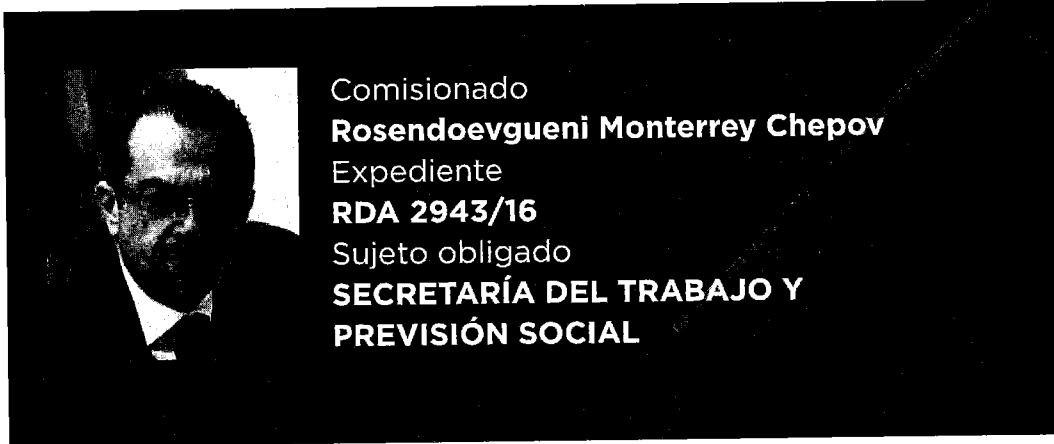 Comisionado
Rosendoevgueni Monterrey Chepov
Expediente
RDA 2943/16
Sujeto obligado
SECRETARÍA DEL TRABAJO Y
PREVISIÓN SOCIAL